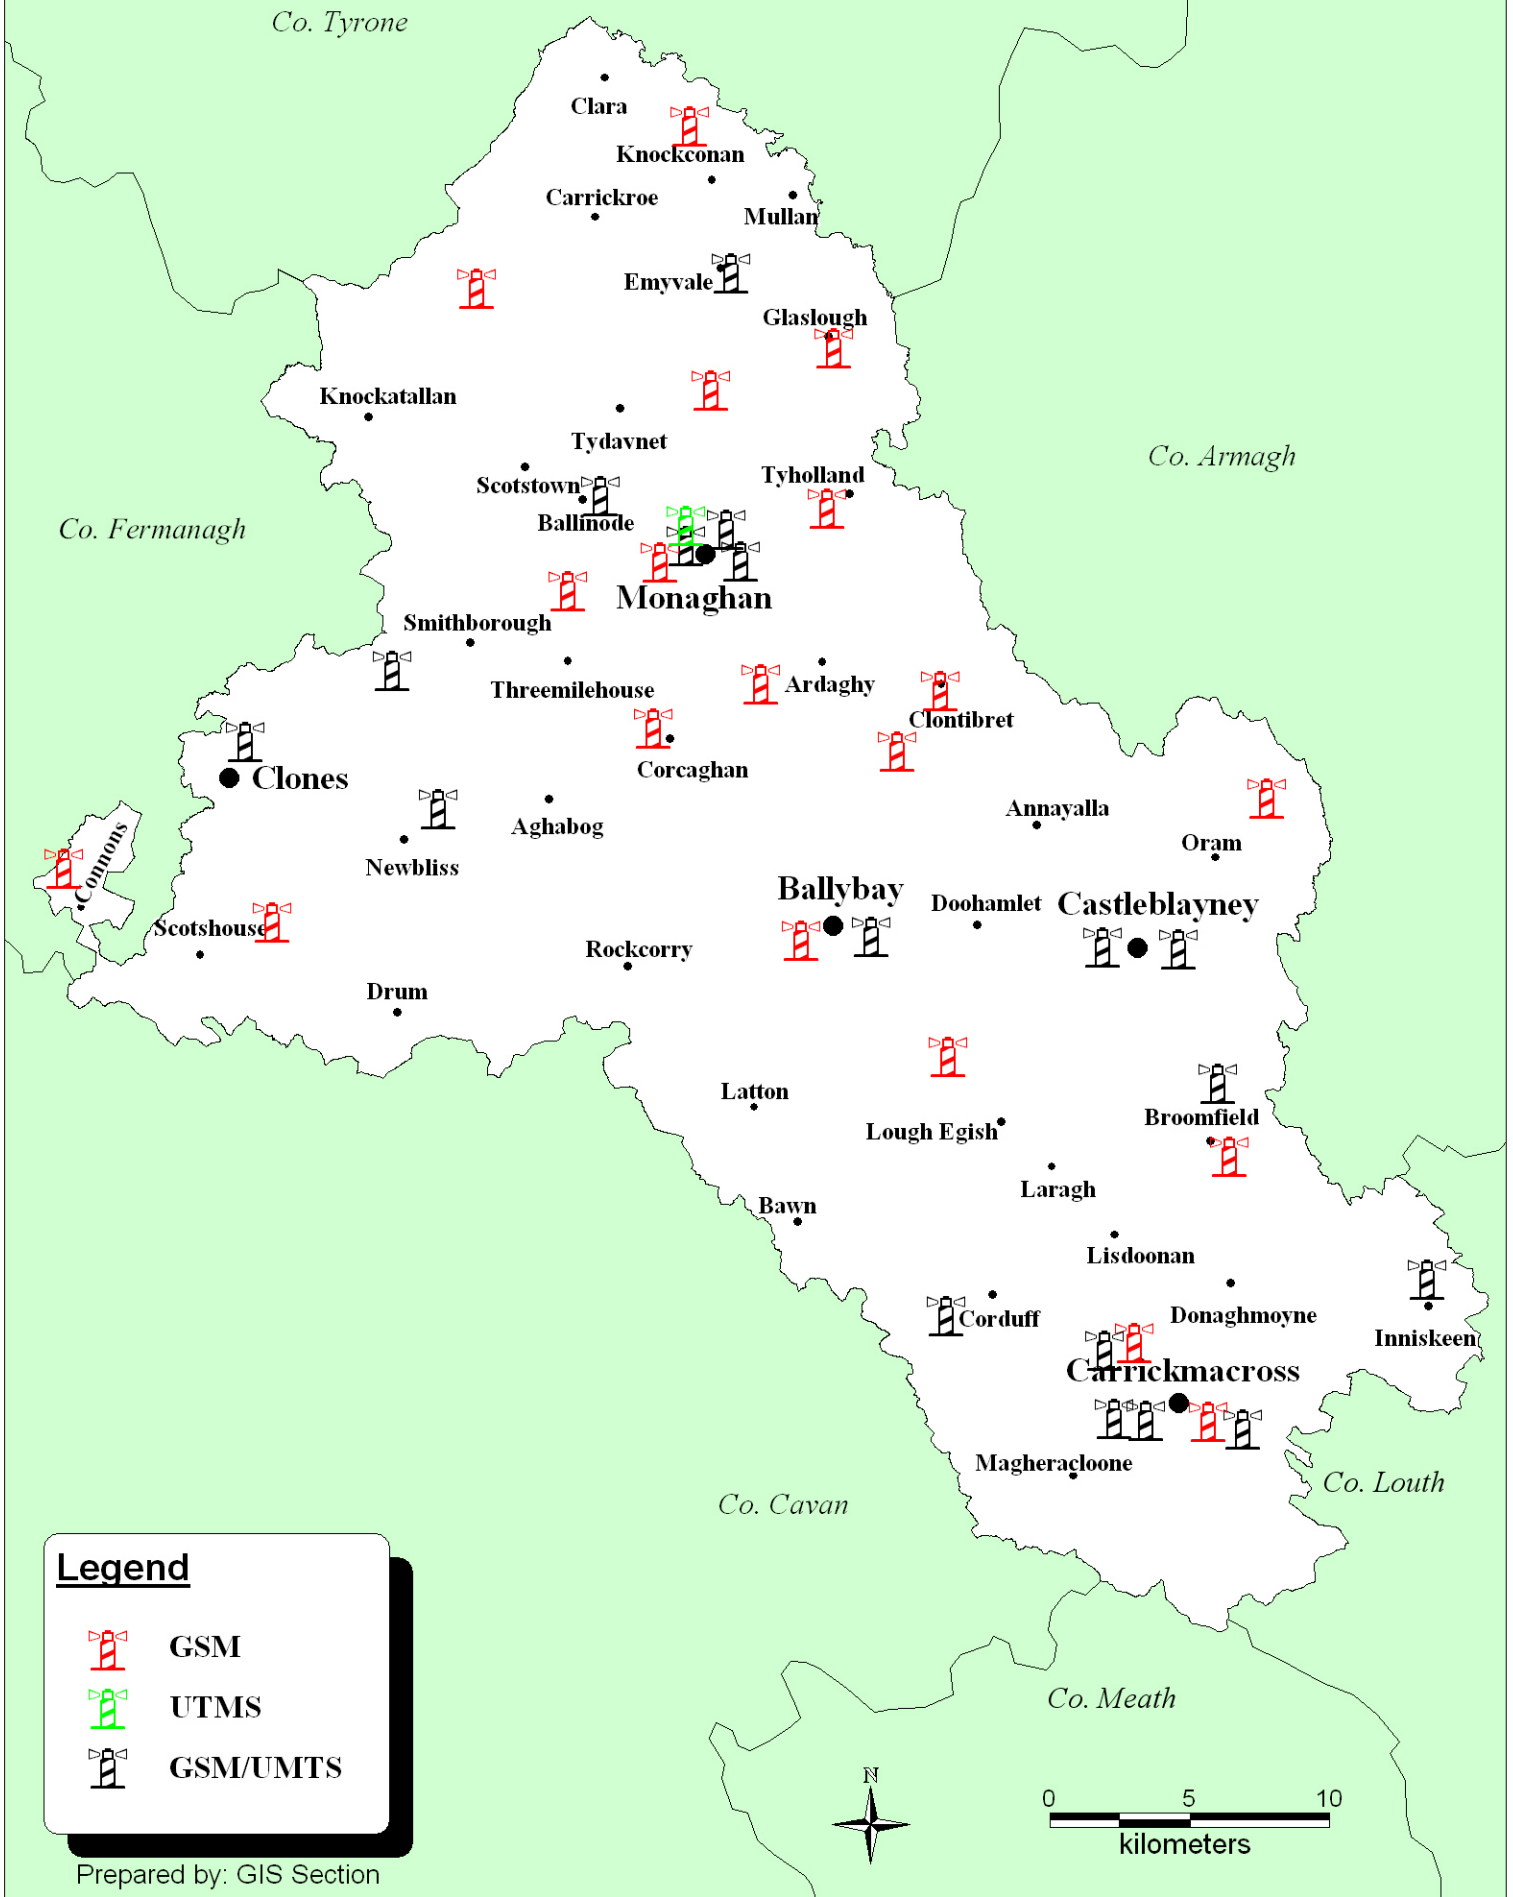 Co. Tyrone
Clara
Knockconan
Carrickroe
Mullan
Emyvale
Glaslough
Knockatallan
Tydavnet
Co. Armagh
Tyholland
Scotstown
Ballinode
Co. Fermanagh
Monaghan
Smithborough
Threemilehouse
Ardaghy
Clontibret
Corcaghan
Clones
Annayalla
Aghabog
Oram
Connons
Newbliss
Ballybay
Doohamlet
Castleblayney
Scotshouse
Rockcorry
Drum
Latton
Broomfield
Lough Egish
Laragh
Bawn
Lisdoonan
Donaghmoyne
Corduff
Inniskeen
Carrickmacross
Magheracloone
Co. Louth
Co. Cavan
Legend
GSM
UTMS
GSM/UMTS
Co. Meath
N
0 5 10
kilometers
Prepared by: GIS Section